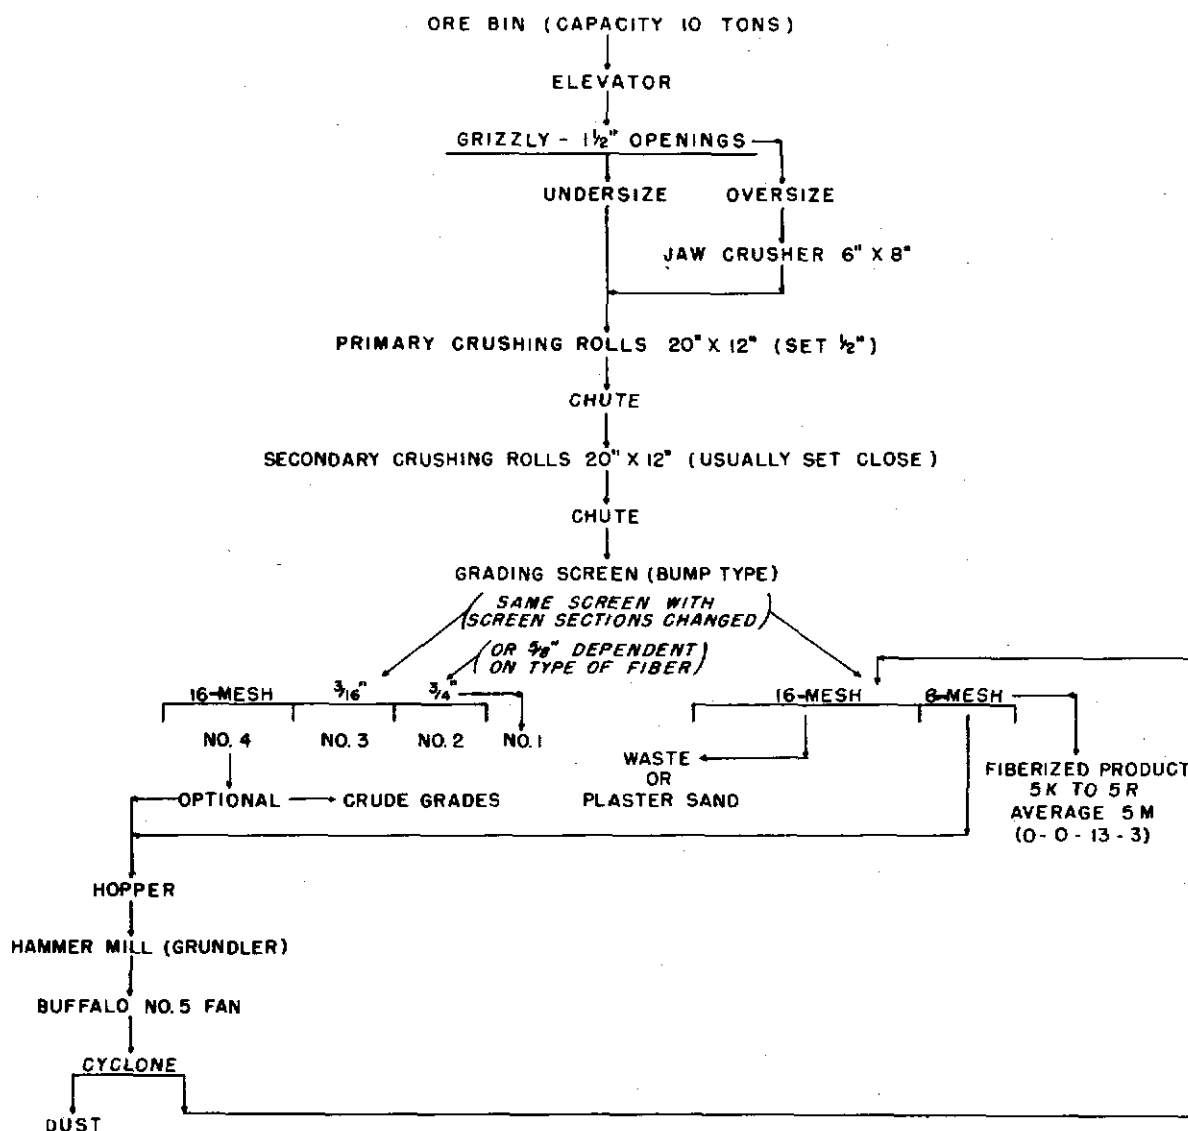 ORE BIN (CAPACITY 10 TONS)
ELEVATOR
GRIZZLY - 1½" OPENINGS
UNDERSIZE OVERSIZE
JAW CRUSHER 6" X 8"
PRIMARY CRUSHING ROLLS 20" X 12" (SET ½")
CHUTE
SECONDARY CRUSHING ROLLS 20" X 12" (USUALLY SET CLOSE)
CHUTE
GRADING SCREEN (BUMP TYPE)
(SAME SCREEN WITH
SCREEN SECTIONS CHANGED)
(OR 5/8" DEPENDENT
ON TYPE OF FIBER)
16-MESH 3/16" 3/4" 16-MESH 8-MESH
NO. 4 NO. 3 NO. 2 NO. 1
WASTE
OR
PLASTER SAND
FIBERIZED PRODUCT
5K TO 5R
AVERAGE 5M
(0-0-13-3)
OPTIONAL CRUDE GRADES
HOPPER
HAMMER MILL (GRUNDLER)
BUFFALO NO. 5 FAN
CYCLONE
DUST